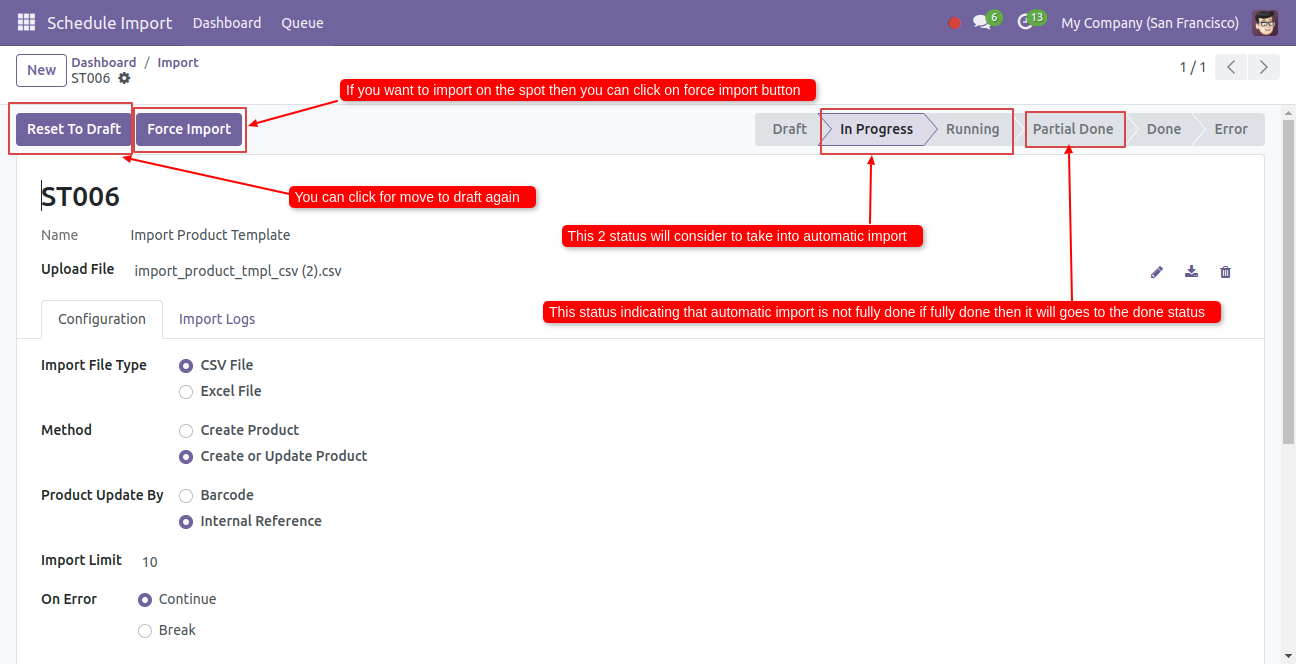 Schedule Import Dashboard Queue 6 13 My Company (San Francisco)
New Dashboard / Import
ST006
1 / 1
If you want to import on the spot then you can click on force import button
Reset To Draft Force Import Draft In Progress Running Partial Done Done Error
You can click for move to draft again
ST006
This 2 status will consider to take into automatic import
Name Import Product Template
Upload File import_product_tmpl_csv (2).csv
This status indicating that automatic import is not fully done if fully done then it will goes to the done status
Configuration Import Logs
Import File Type CSV File
Excel File
Method Create Product
Create or Update Product
Product Update By Barcode
Internal Reference
Import Limit 10
On Error Continue
Break